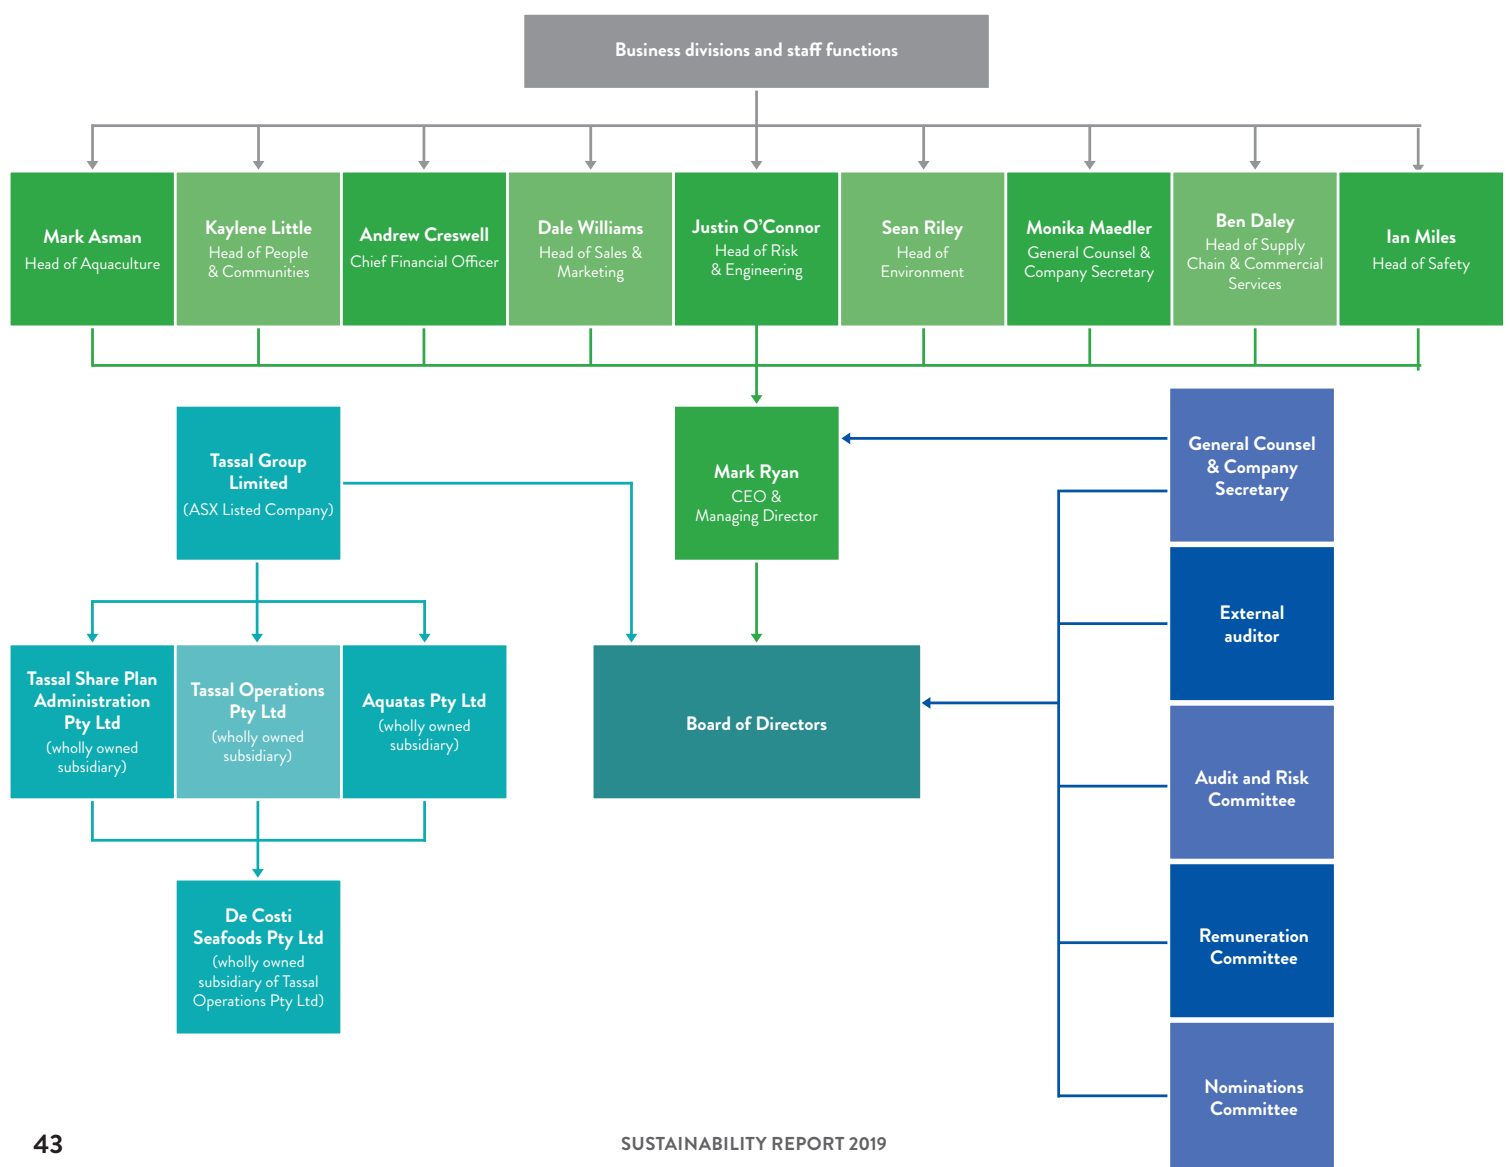 Business divisions and staff functions
Mark Asman
Head of Aquaculture
Kaylene Little
Head of People
& Communities
Andrew Creswell
Chief Financial Officer
Dale Williams
Head of Sales &
Marketing
Justin O’Connor
Head of Risk
& Engineering
Sean Riley
Head of
Environment
Monika Maedler
General Counsel &
Company Secretary
Ben Daley
Head of Supply
Chain & Commercial
Services
Ian Miles
Head of Safety
Tassal Group
Limited
(ASX Listed Company)
Mark Ryan
CEO &
Managing Director
General Counsel
& Company
Secretary
External
auditor
Tassal Share Plan
Administration
Pty Ltd
(wholly owned
subsidiary)
Tassal Operations
Pty Ltd
(wholly owned
subsidiary)
Aquatas Pty Ltd
(wholly owned
subsidiary)
Board of Directors
Audit and Risk
Committee
De Costi
Seafoods Pty Ltd
(wholly owned
subsidiary of Tassal
Operations Pty Ltd)
Remuneration
Committee
Nominations
Committee
43
SUSTAINABILITY REPORT 2019